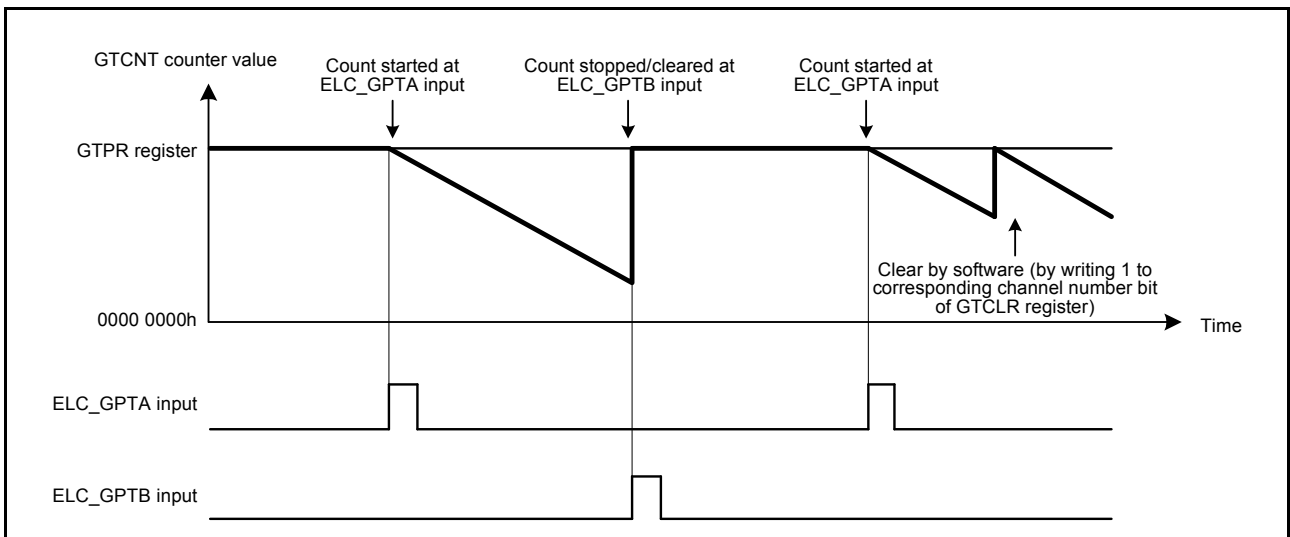 GTCNT counter value
Count started at
ELC_GPTA input
Count stopped/cleared at
ELC_GPTB input
Count started at
ELC_GPTA input
GTPR register
Clear by software (by writing 1 to
corresponding channel number bit
of GTCLR register)
0000 0000h
Time
ELC_GPTA input
ELC_GPTB input